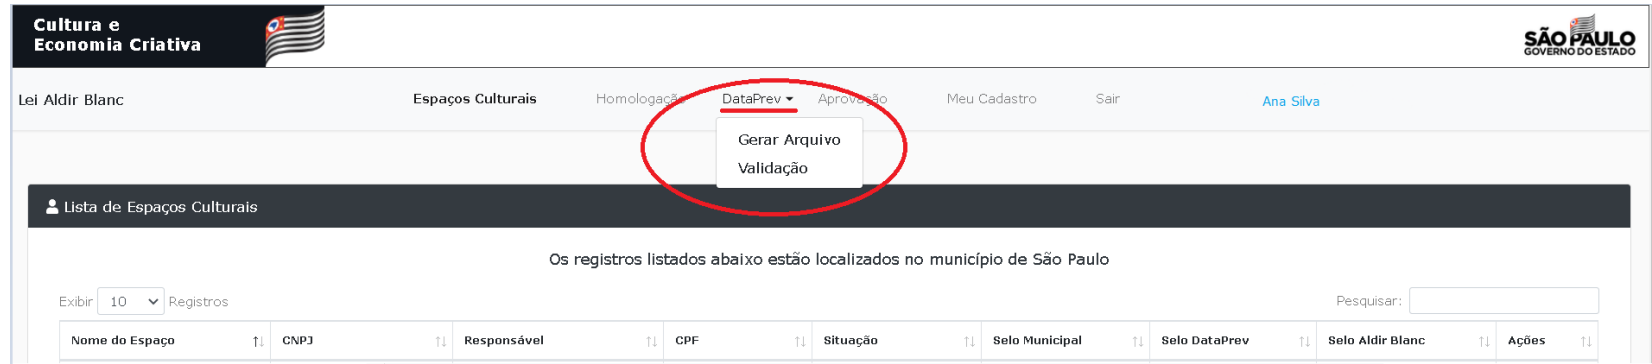 Cultura e
Economia Criativa
SÃO PAULO
GOVERNO DO ESTADO
Lei Aldir Blanc
Espaços Culturais
Homologação
DataPrev
Aprovação
Meu Cadastro
Sair
Ana Silva
Gerar Arquivo
Validação
Lista de Espaços Culturais
Os registros listados abaixo estão localizados no município de São Paulo
Exibir 10 Registros
Pesquisar:
Nome do Espaço CNPJ Responsável CPF Situação Selo Municipal Selo DataPrev Selo Aldir Blanc Ações